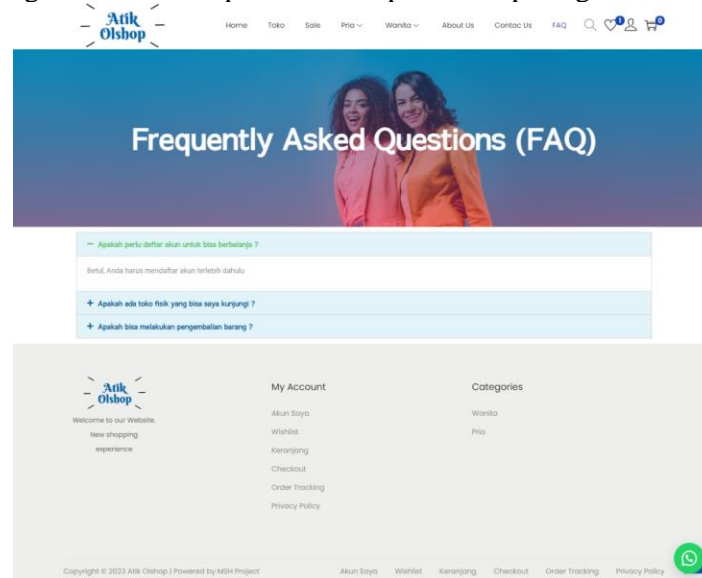 Atik
Olshop
Home Toko Sale Pria Wanita About Us Contac Us FAQ 1 0
Frequently Asked Questions (FAQ)
Apakah perlu daftar akun untuk bisa berbelanja ?
Betul, Anda harus mendaftar akun terlebih dahulu
Apakah ada toko fisik yang bisa saya kunjungi ?
Apakah bisa melakukan pengembalian barang ?
Atik
Olshop
Welcome to our Website.
New shopping
experience
My Account
Akun Saya
Wishlist
Keranjang
Checkout
Order Tracking
Privacy Policy
Categories
Wanita
Pria
Copyright © 2023 Atik Olshop | Powered by MSH Project
Akun Saya Wishlist Keranjang Checkout Order Tracking Privacy Policy